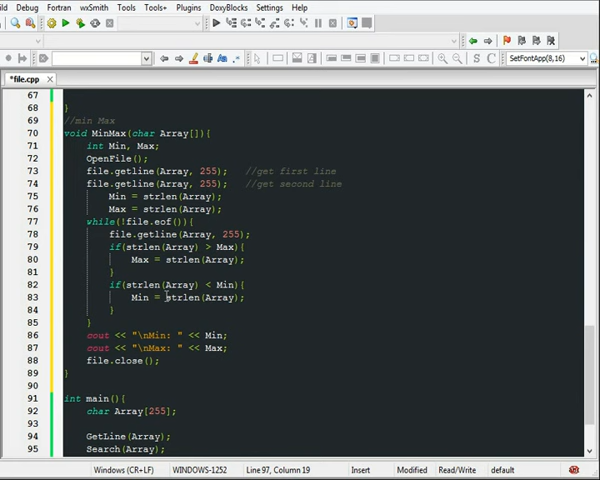 ild Debug Fortran wxSmith Tools Tools+ Plugins DoxyBlocks Settings Help
SetFontApp(8,16)
*file.cpp
67
68 }
69 //min Max
70 void MinMax(char Array[]){
71 int Min, Max;
72 OpenFile();
73 file.getline(Array, 255); //get first line
74 file.getline(Array, 255); //get second line
75 Min = strlen(Array);
76 Max = strlen(Array);
77 while(!file.eof()){
78 file.getline(Array, 255);
79 if(strlen(Array) > Max){
80 Max = strlen(Array);
81 }
82 if(strlen(Array) < Min){
83 Min = strlen(Array);
84 }
85 }
86 cout << "\nMin: " << Min;
87 cout << "\nMax: " << Max;
88 file.close();
89 }
90
91 int main(){
92 char Array[255];
93
94 GetLine(Array);
95 Search(Array);
Windows (CR+LF) WINDOWS-1252 Line 97, Column 19 Insert Modified Read/Write default